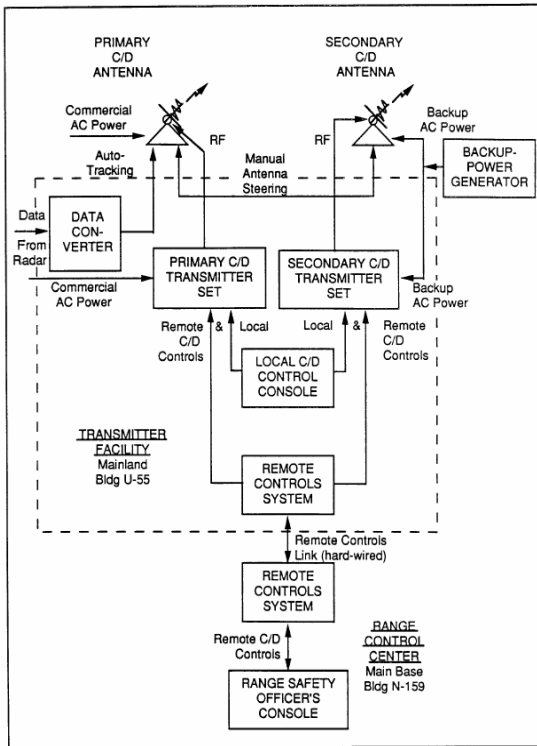 PRIMARY
C/D
ANTENNA
SECONDARY
C/D
ANTENNA
Commercial
AC Power
RF
RF
Backup
AC Power
Auto-
Tracking
Manual
Antenna
Steering
BACKUP-
POWER
GENERATOR
Data
From
Radar
DATA
CON-
VERTER
Commercial
AC Power
PRIMARY C/D
TRANSMITTER
SET
SECONDARY C/D
TRANSMITTER
SET
Backup
AC Power
Remote & Local
C/D
Controls
Local & Remote
C/D
Controls
LOCAL C/D
CONTROL
CONSOLE
TRANSMITTER
FACILITY
Mainland
Bldg U-55
REMOTE
CONTROLS
SYSTEM
Remote Controls
Link (hard-wired)
REMOTE
CONTROLS
SYSTEM
Remote C/D
Controls
RANGE
CONTROL
CENTER
Main Base
Bldg N-159
RANGE SAFETY
OFFICER'S
CONSOLE